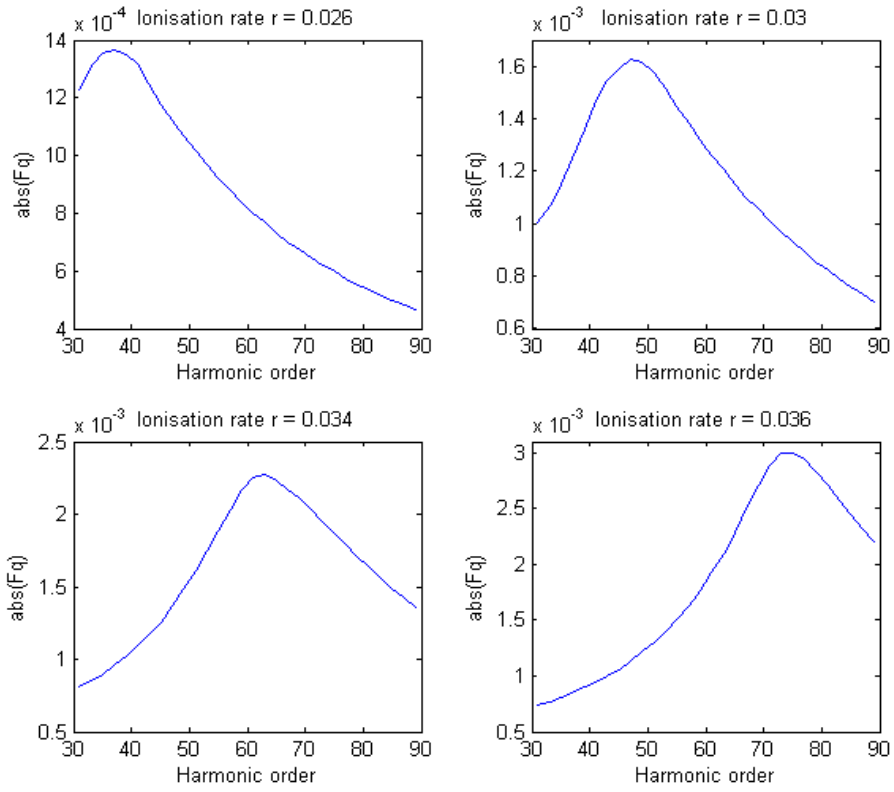 x 10-4 Ionisation rate r = 0.026
14
12
10
8
6
4
abs(Fq)
30 40 50 60 70 80 90
Harmonic order
x 10-3 Ionisation rate r = 0.03
1.6
1.4
1.2
1
0.8
0.6
abs(Fq)
30 40 50 60 70 80 90
Harmonic order
x 10-3 Ionisation rate r = 0.034
2.5
2
1.5
1
0.5
abs(Fq)
30 40 50 60 70 80 90
Harmonic order
x 10-3 Ionisation rate r = 0.036
3
2.5
2
1.5
1
0.5
abs(Fq)
30 40 50 60 70 80 90
Harmonic order